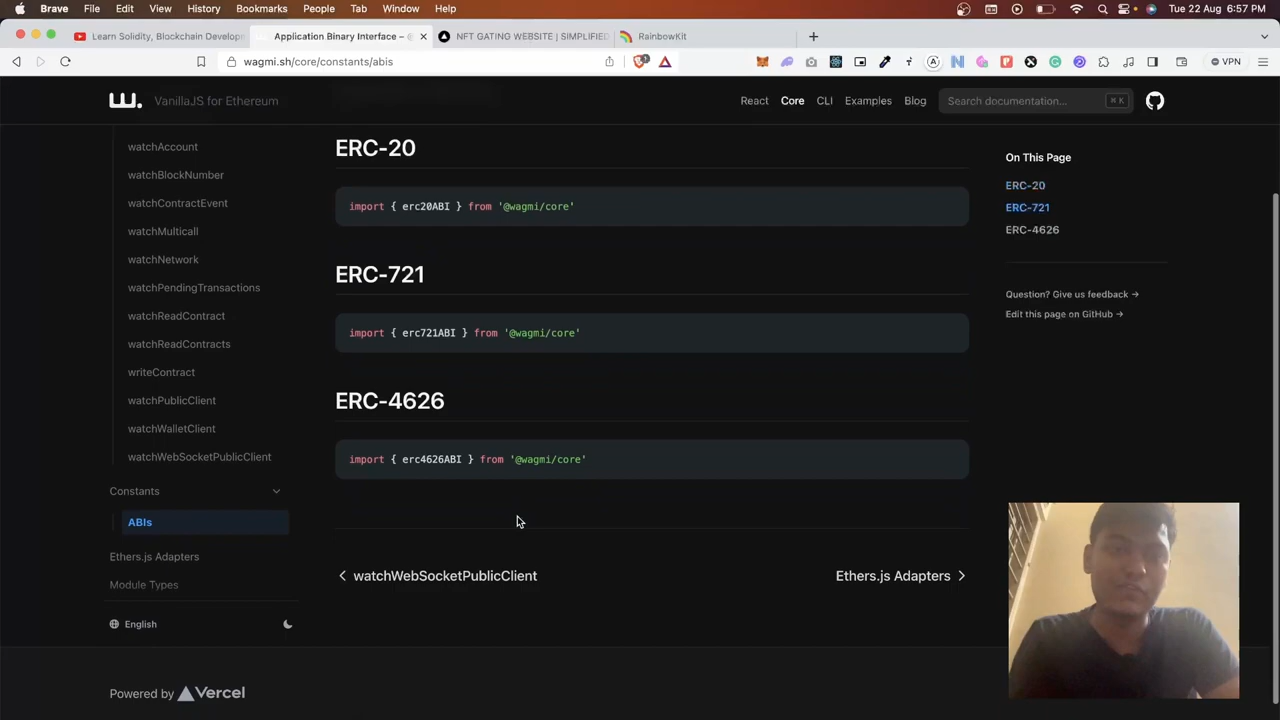 Brave File Edit View History Bookmarks People Tab Window Help Tue 22 Aug 6:57 PM
Learn Solidity, Blockchain Develop Application Binary Interface – NFT GATING WEBSITE | SIMPLIFIED RainbowKit
wagmi.sh/core/constants/abis VPN
VanillaJS for Ethereum React Core CLI Examples Blog Search documentation... ⌘ K
watchAccount
watchBlockNumber
watchContractEvent
watchMulticall
watchNetwork
watchPendingTransactions
watchReadContract
watchReadContracts
writeContract
watchPublicClient
watchWalletClient
watchWebSocketPublicClient
Constants
ABIs
Ethers.js Adapters
Module Types
English
ERC-20
import { erc20ABI } from '@wagmi/core'
ERC-721
import { erc721ABI } from '@wagmi/core'
ERC-4626
import { erc4626ABI } from '@wagmi/core'
watchWebSocketPublicClient Ethers.js Adapters
On This Page
ERC-20
ERC-721
ERC-4626
Question? Give us feedback →
Edit this page on GitHub →
Powered by Vercel